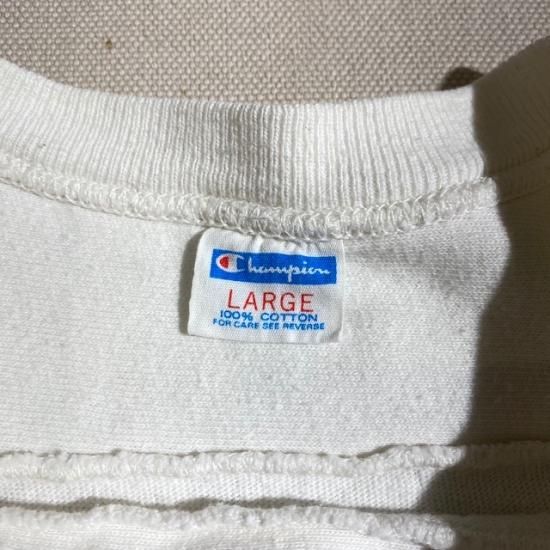 Champion
LARGE
100% COTTON
FOR CARE SEE REVERSE